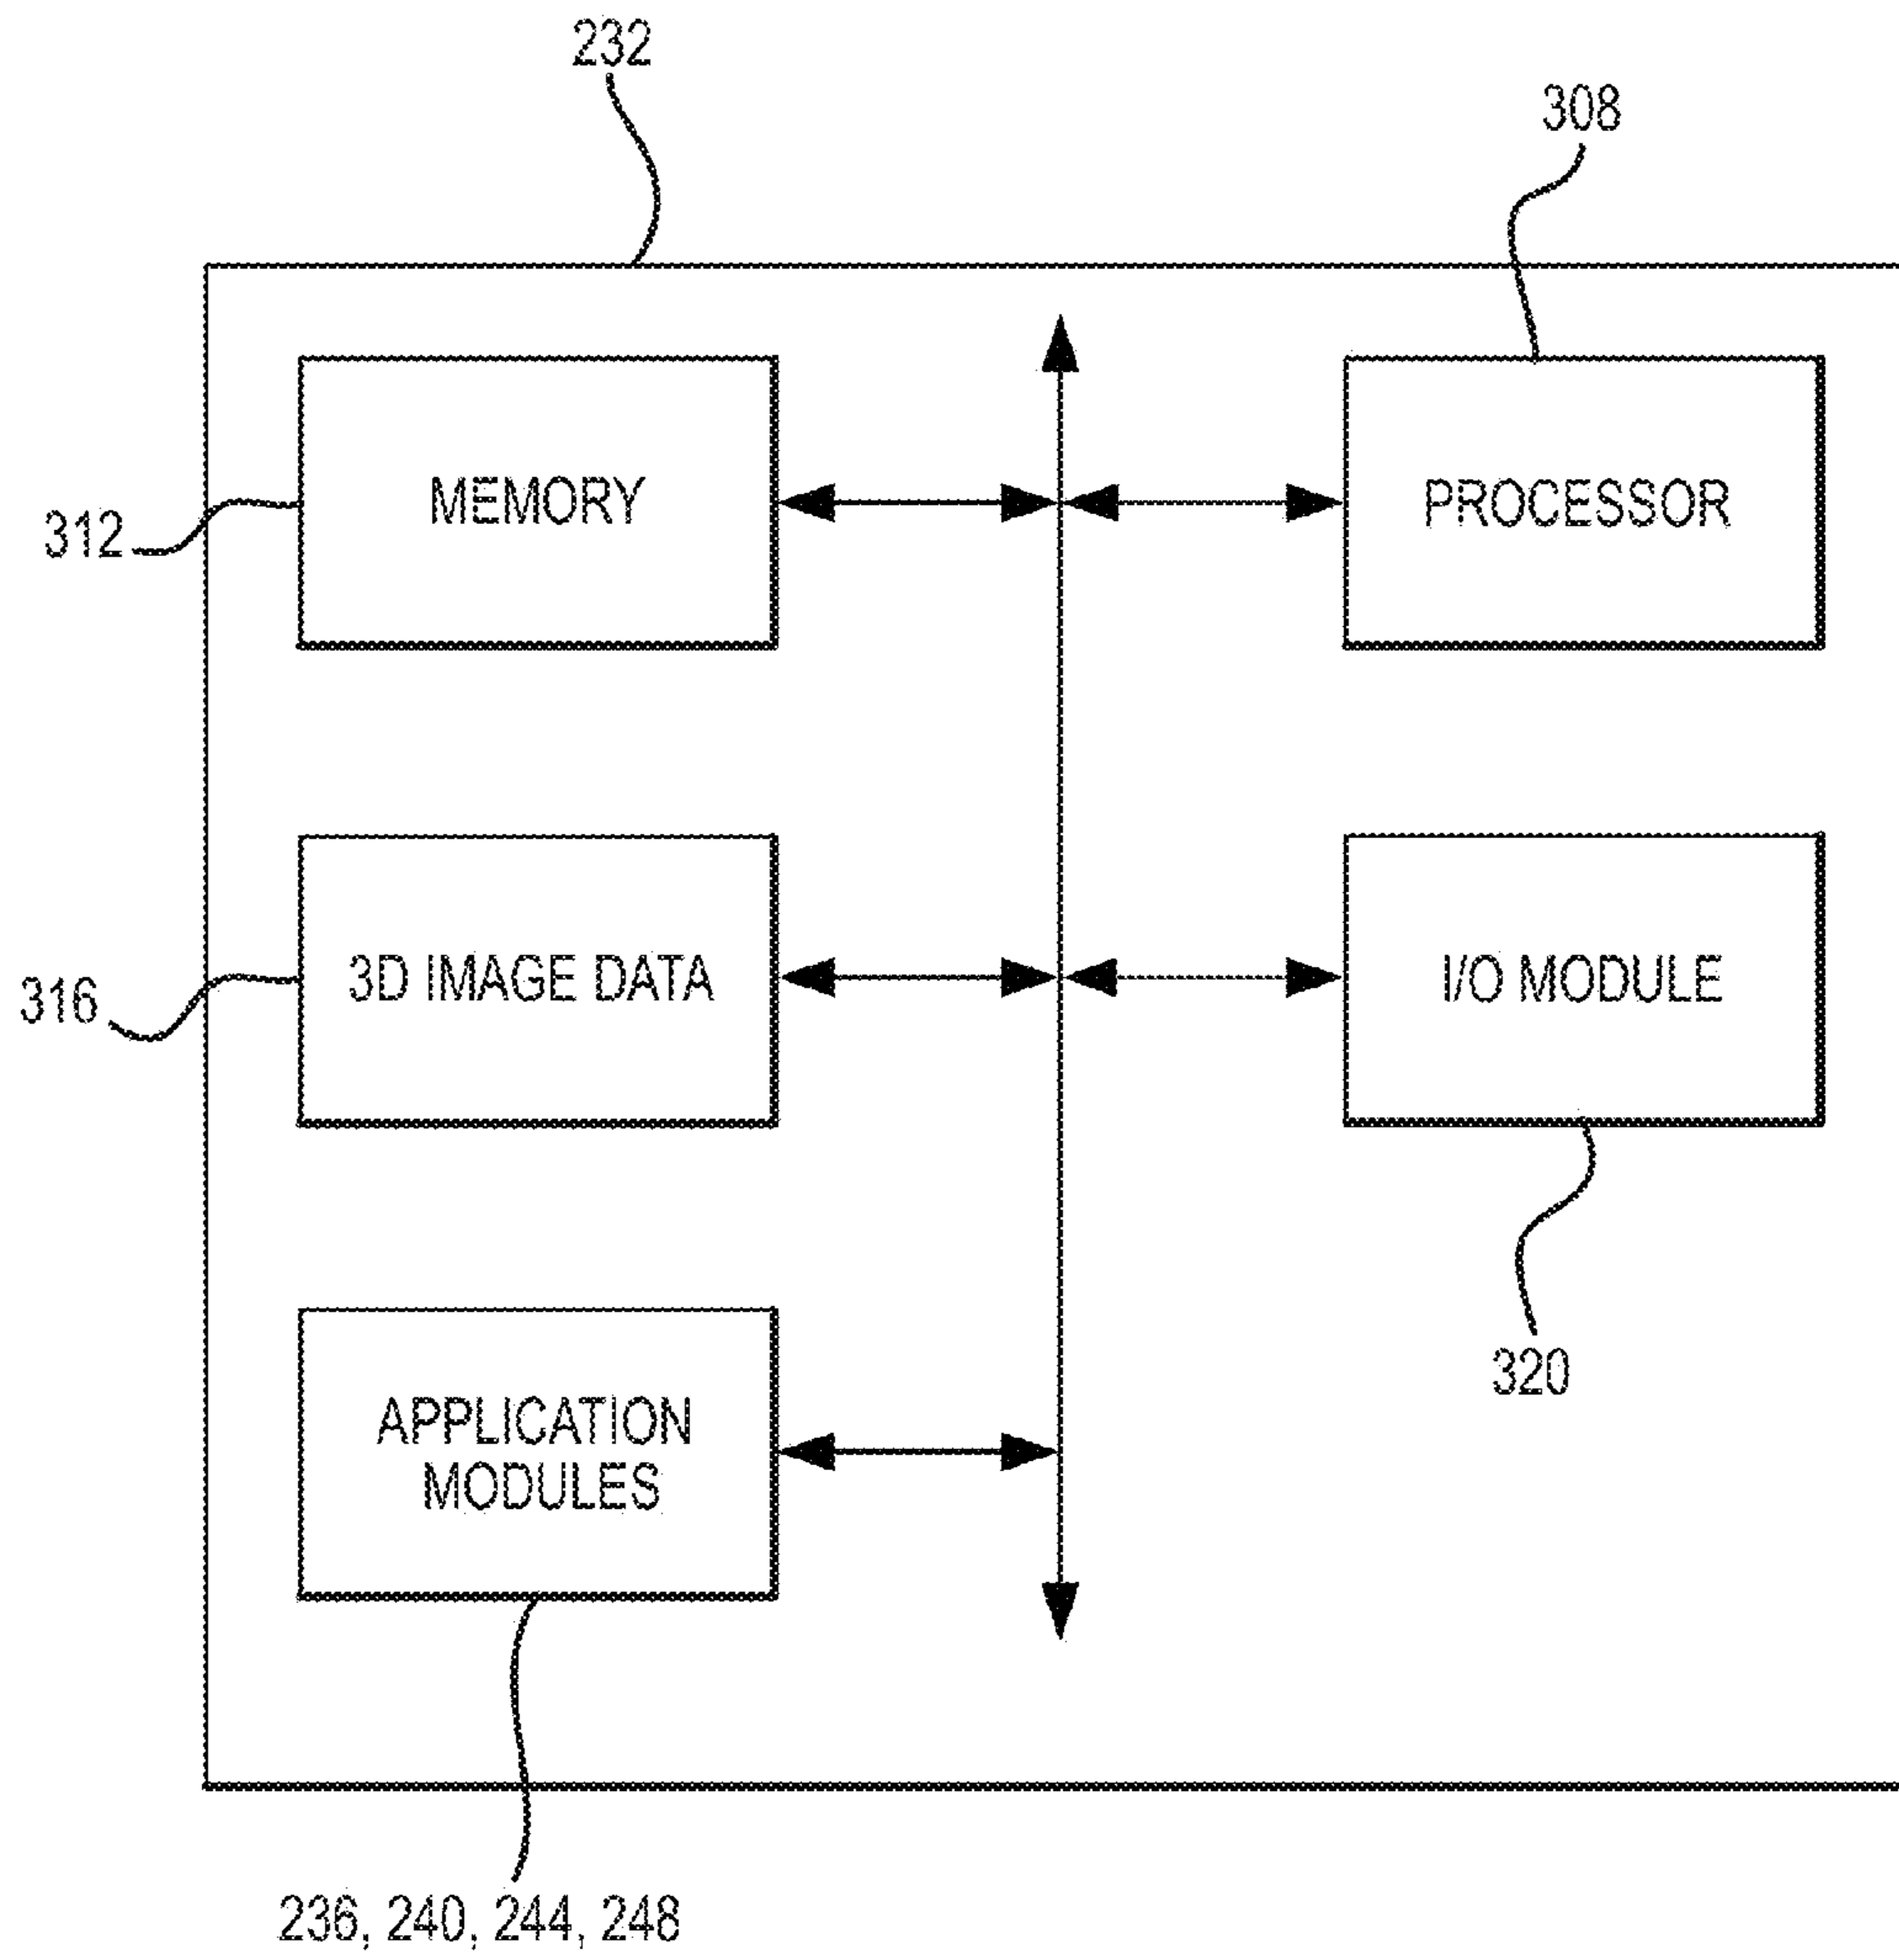 232
308
MEMORY
PROCESSOR
312
3D IMAGE DATA
I/O MODULE
316
320
APPLICATION
MODULES
236, 240, 244, 248